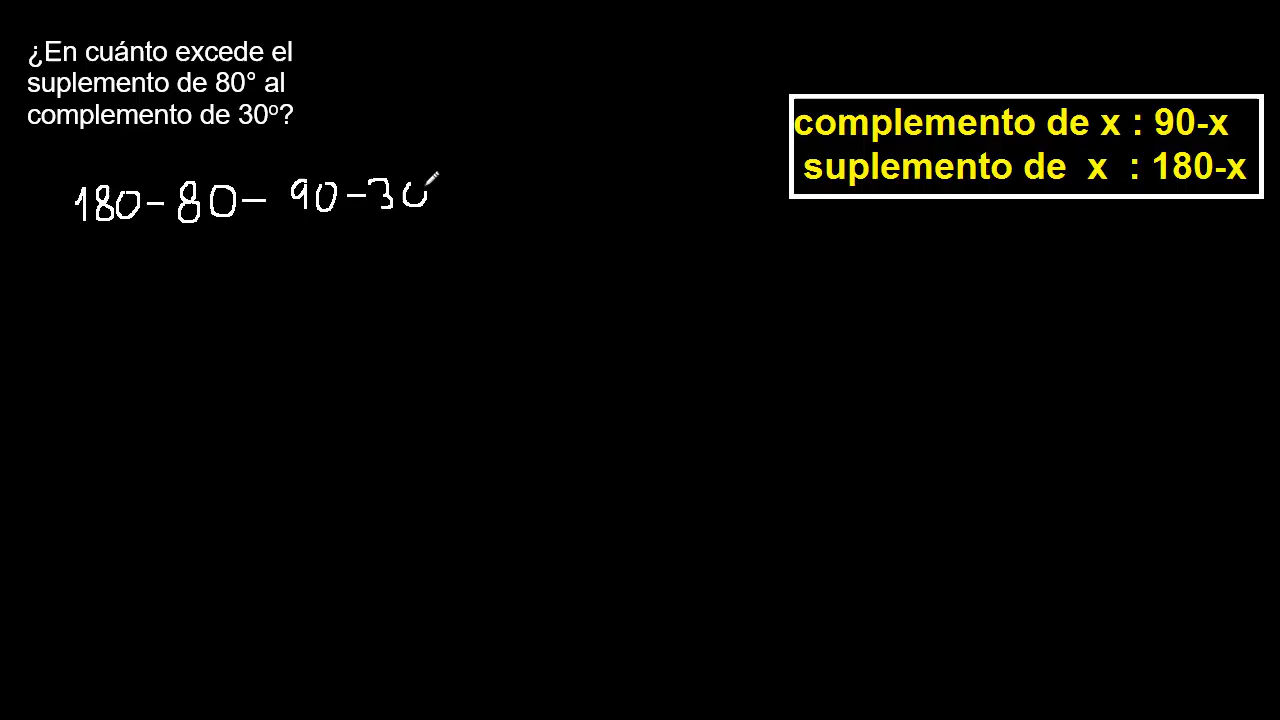 ¿En cuánto excede el
suplemento de 80° al
complemento de 30º?
complemento de x : 90-x
suplemento de x : 180-x
180-80- 90-30